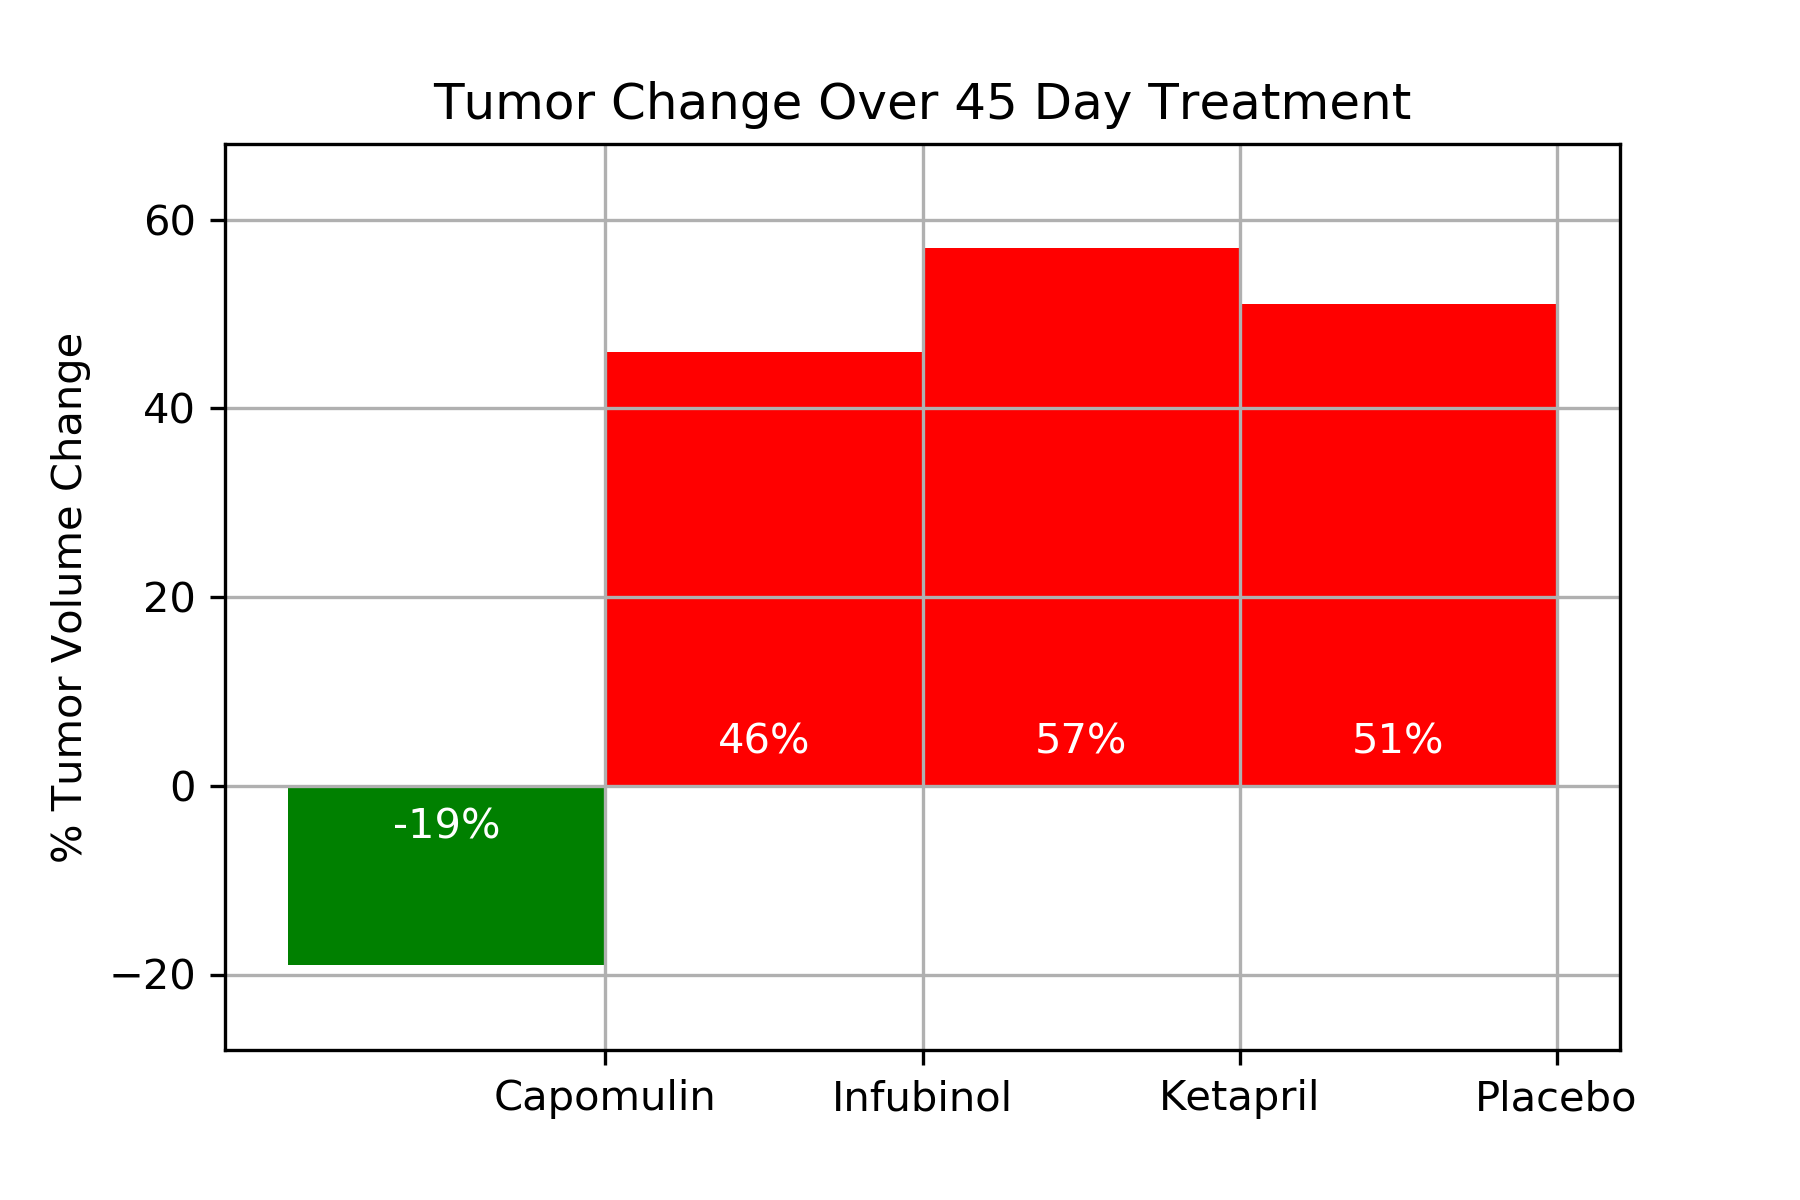 Tumor Change Over 45 Day Treatment
% Tumor Volume Change
60
40
20
0
−20
-19%
46%
57%
51%
Capomulin
Infubinol
Ketapril
Placebo